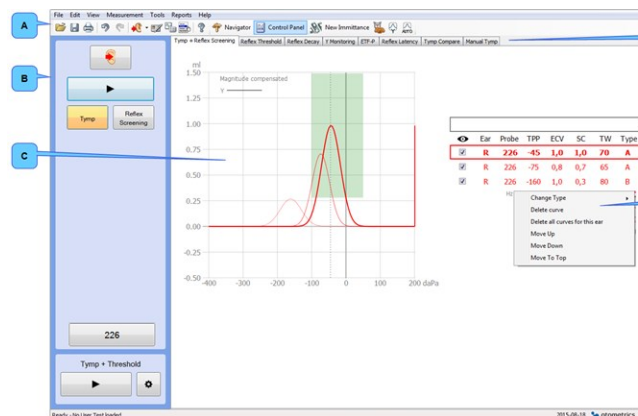 File Edit View Measurement Tools Reports Help
A
Navigator Control Panel New Immittance AUTO
Tymp + Reflex Screening Reflex Threshold Reflex Decay Y Monitoring ETF-P Reflex Latency Tymp Compare Manual Tymp
B
Tymp Reflex Screening
C
226
Tymp + Threshold
ml
Magnitude compensated
Y
1.50
1.25
1.00
0.75
0.50
0.25
0.00
-0.25
-0.50
-400 -300 -200 -100 0 100 200 daPa
Ear Probe TPP ECV SC TW Type
R 226 -45 1,0 1,0 70 A
R 226 -75 0,8 0,7 65 A
R 226 -160 1,0 0,3 80 B
Change Type
Delete curve
Delete all curves for this ear
Move Up
Move Down
Move To Top
Ready - No User Test loaded 2015-08-18 otometrics